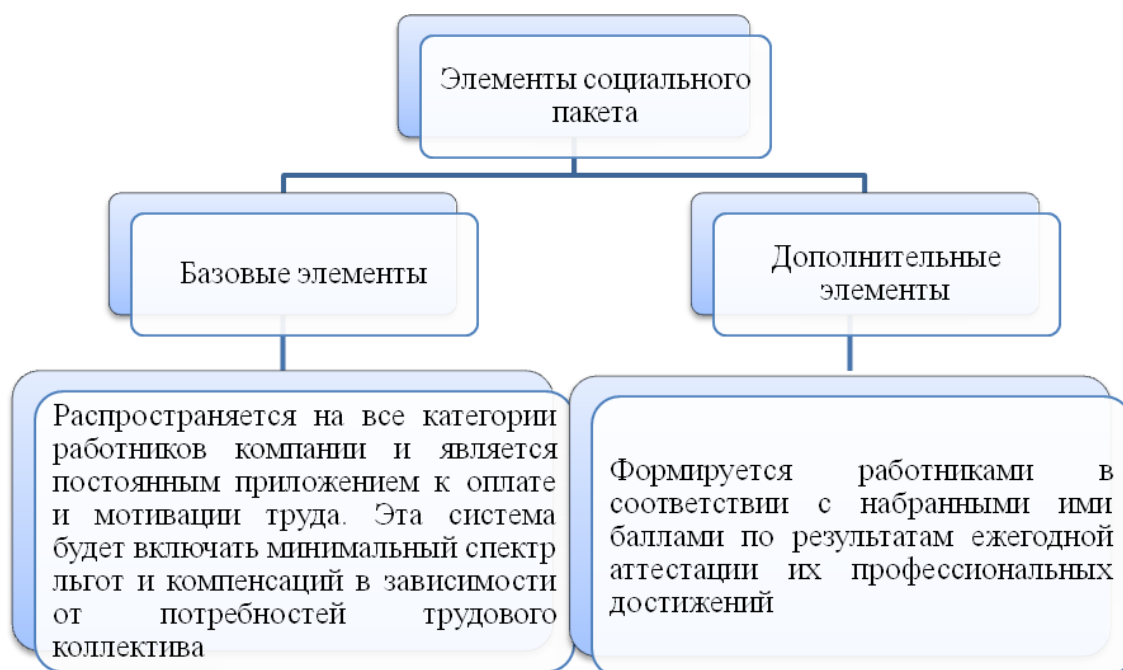 Элементы социального
пакета
Базовые элементы
Дополнительные
элементы
Распространяется на все категории
работников компании и является
постоянным приложением к оплате
и мотивации труда. Эта система
будет включать минимальный спектр
льгот и компенсаций в зависимости
от потребностей трудового
коллектива
Формируется работниками в
соответствии с набранными ими
баллами по результатам ежегодной
аттестации их профессиональных
достижений